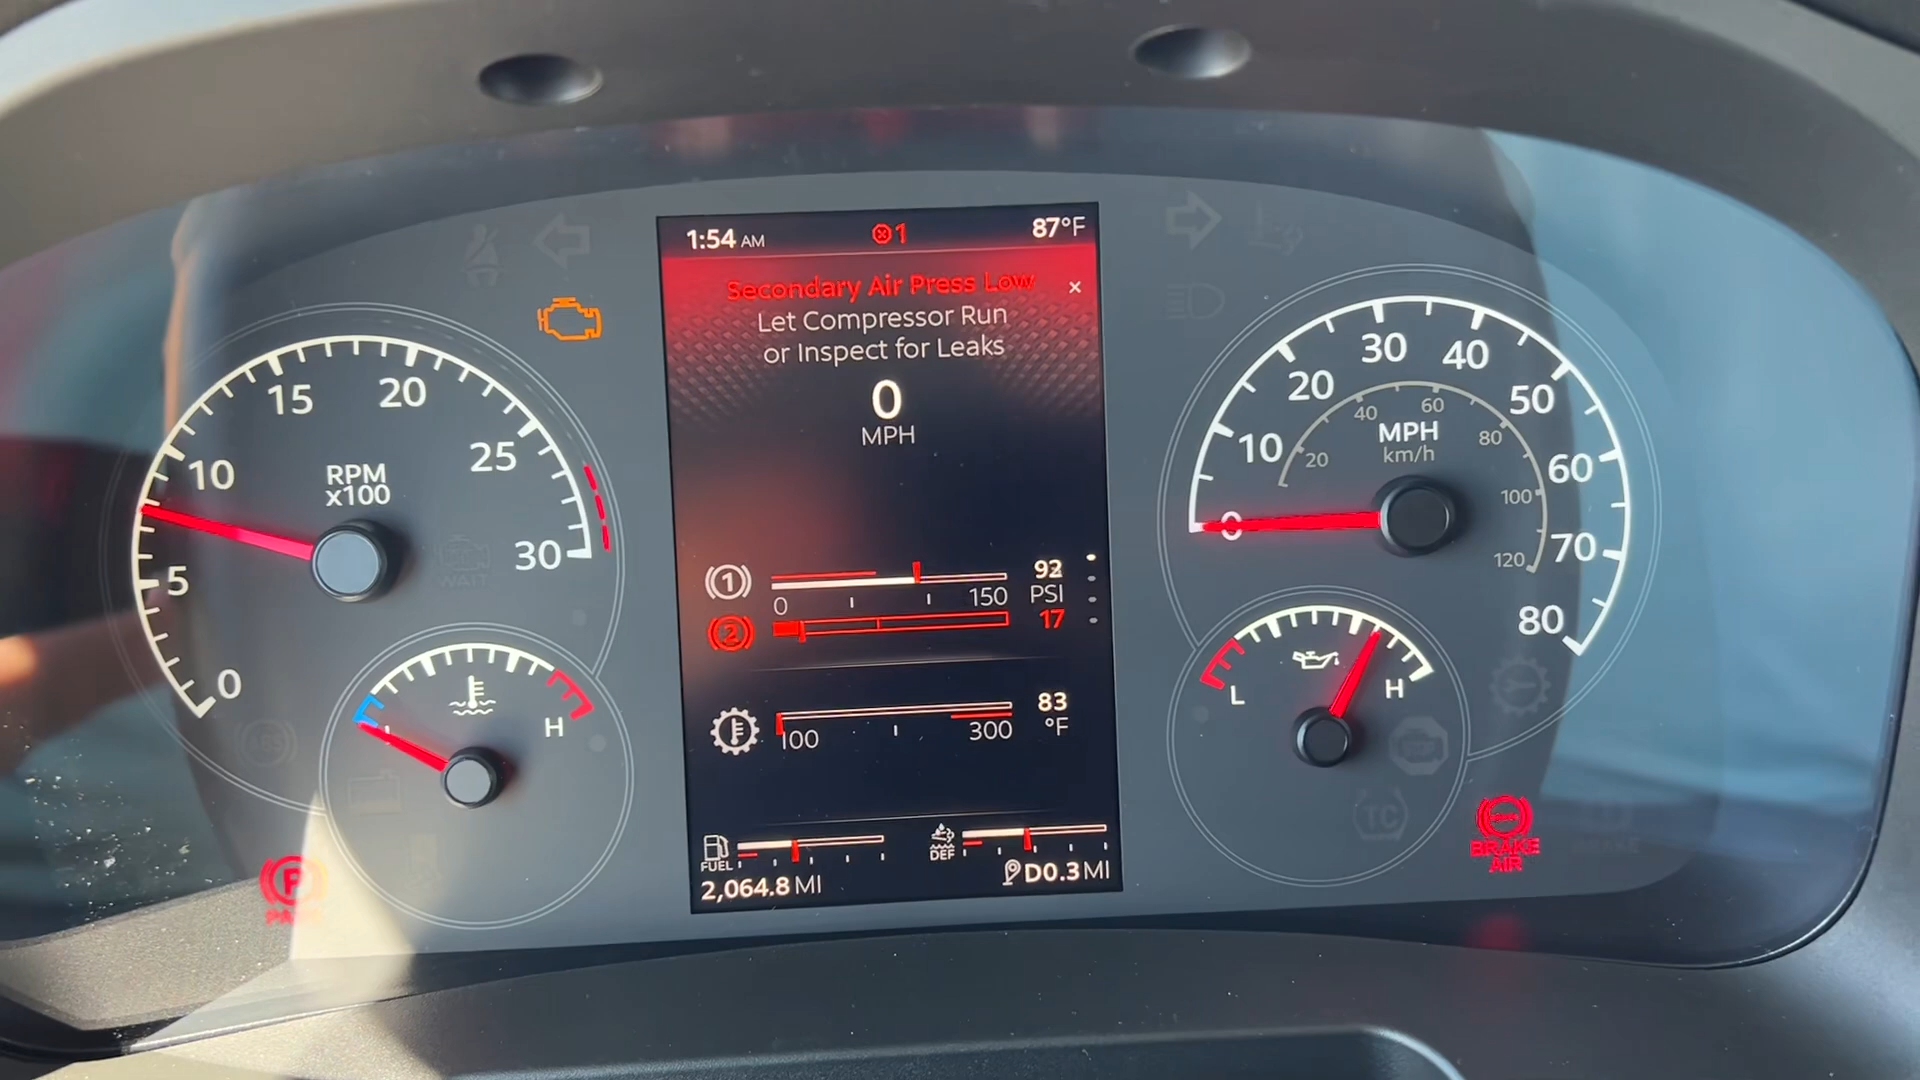 1:54 AM 1 87°F
Secondary Air Press Low ×
Let Compressor Run
or Inspect for Leaks
0
MPH
1 92
0 150 PSI
2 17
83
100 300 °F
FUEL DEF
2,064.8 MI D0.3 MI
RPM
x100
0 5 10 15 20 25 30
WAIT
H
PARK
MPH
km/h
0 10 20 30 40 50 60 70 80
20 40 60 80 100 120
L H
TC
BRAKE
AIR